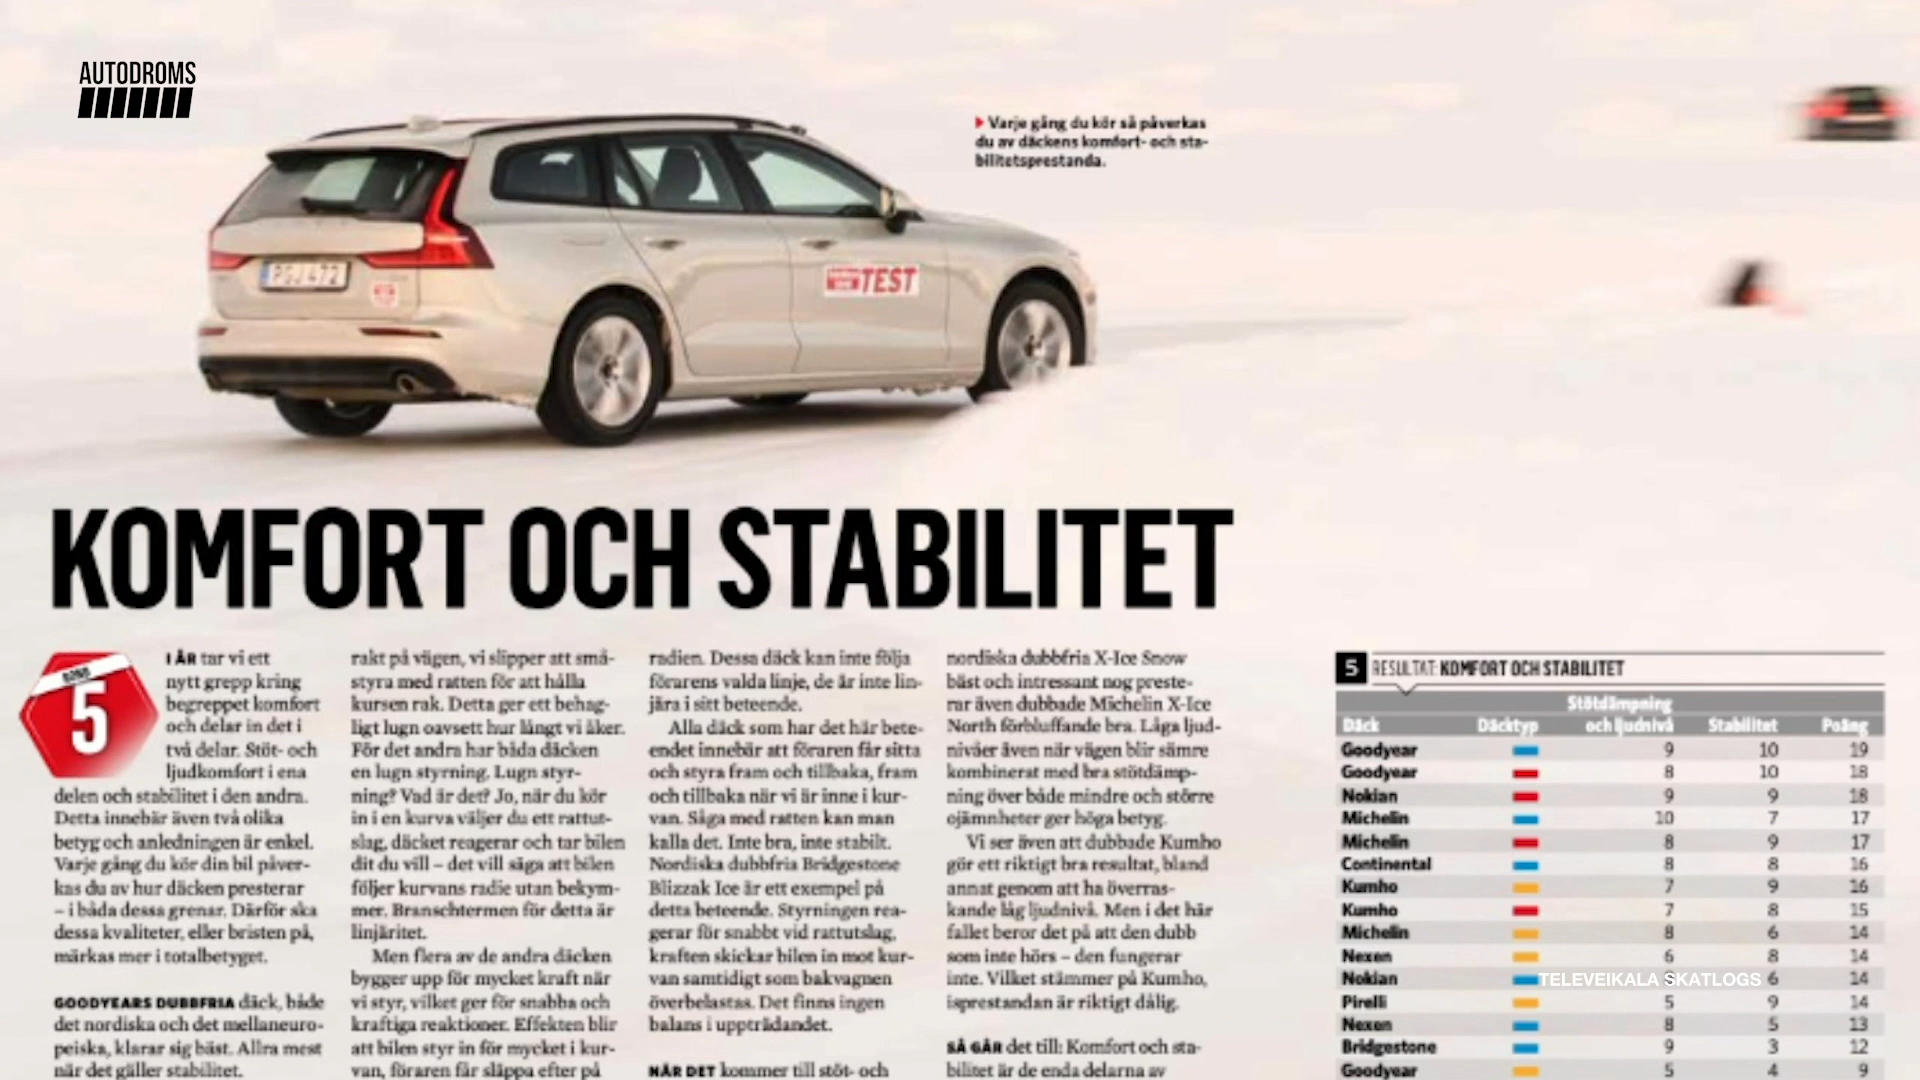 AUTODROMS
Varje gång du kör så påverkas
du av däckens komfort- och sta-
bilitetsprestanda.
TEST
KOMFORT OCH STABILITET
5
I ÅR tar vi ett
nytt grepp kring
begreppet komfort
och delar in det i
två delar. Stöt- och
ljudkomfort i ena
delen och stabilitet i den andra.
Detta innebär även två olika
betyg och anledningen är enkel.
Varje gång du kör din bil påver-
kas du av hur däcken presterar
– i båda dessa grenar. Därför ska
dessa kvaliteter, eller bristen på,
märkas mer i totalbetyget.
GOODYEARS DUBBFRIA däck, både
det nordiska och det mellaneuro-
peiska, klarar sig bäst. Allra mest
när det gäller stabilitet.
rakt på vägen, vi slipper att små-
styra med ratten för att hålla
kursen rak. Detta ger ett behag-
ligt lugn oavsett hur långt vi åker.
För det andra har båda däcken
en lugn styrning. Lugn styr-
ning? Vad är det? Jo, när du kör
in i en kurva väljer du ett rattut-
slag, däcket reagerar och tar bilen
dit du vill – det vill säga att bilen
följer kurvans radie utan bekym-
mer. Branschtermen för detta är
linjäritet.
Men flera av de andra däcken
bygger upp för mycket kraft när
vi styr, vilket ger för snabba och
kraftiga reaktioner. Effekten blir
att bilen styr in för mycket i kur-
van, föraren får släppa efter på
radien. Dessa däck kan inte följa
förarens valda linje, de är inte lin-
jära i sitt beteende.
Alla däck som har det här bete-
endet innebär att föraren får sitta
och styra fram och tillbaka, fram
och tillbaka när vi är inne i kur-
van. Såga med ratten kan man
kalla det. Inte bra, inte stabilt.
Nordiska dubbfria Bridgestone
Blizzak Ice är ett exempel på
detta beteende. Styrningen rea-
gerar för snabbt vid rattutslag,
kraften skickar bilen in mot kur-
van samtidigt som bakvagnen
överbelastas. Det finns ingen
balans i uppträdandet.
NÄR DET kommer till stöt- och
nordiska dubbfria X-Ice Snow
bäst och intressant nog preste-
rar även dubbade Michelin X-Ice
North förbluffande bra. Låga ljud-
nivåer även när vägen blir sämre
kombinerat med bra stötdämp-
ning över både mindre och större
ojämnheter ger höga betyg.
Vi ser även att dubbade Kumho
gör ett riktigt bra resultat, bland
annat genom att ha överras-
kande låg ljudnivå. Men i det här
fallet beror det på att den dubb
som inte hörs – den fungerar
inte. Vilket stämmer på Kumho,
isprestandan är riktigt dålig.
SÅ GÅR det till: Komfort och sta-
bilitet är de enda delarna av
5 RESULTAT: KOMFORT OCH STABILITET
Stötdämpning
Däck Däcktyp och ljudnivå Stabilitet Poäng
Goodyear 9 10 19
Goodyear 8 10 18
Nokian 9 9 18
Michelin 10 7 17
Michelin 8 9 17
Continental 8 8 16
Kumho 7 9 16
Kumho 7 8 15
Michelin 8 6 14
Nexen 6 8 14
Nokian TELEVEIKALA SKATLOGS 6 14
Pirelli 5 9 14
Nexen 8 5 13
Bridgestone 9 3 12
Goodyear 5 4 9